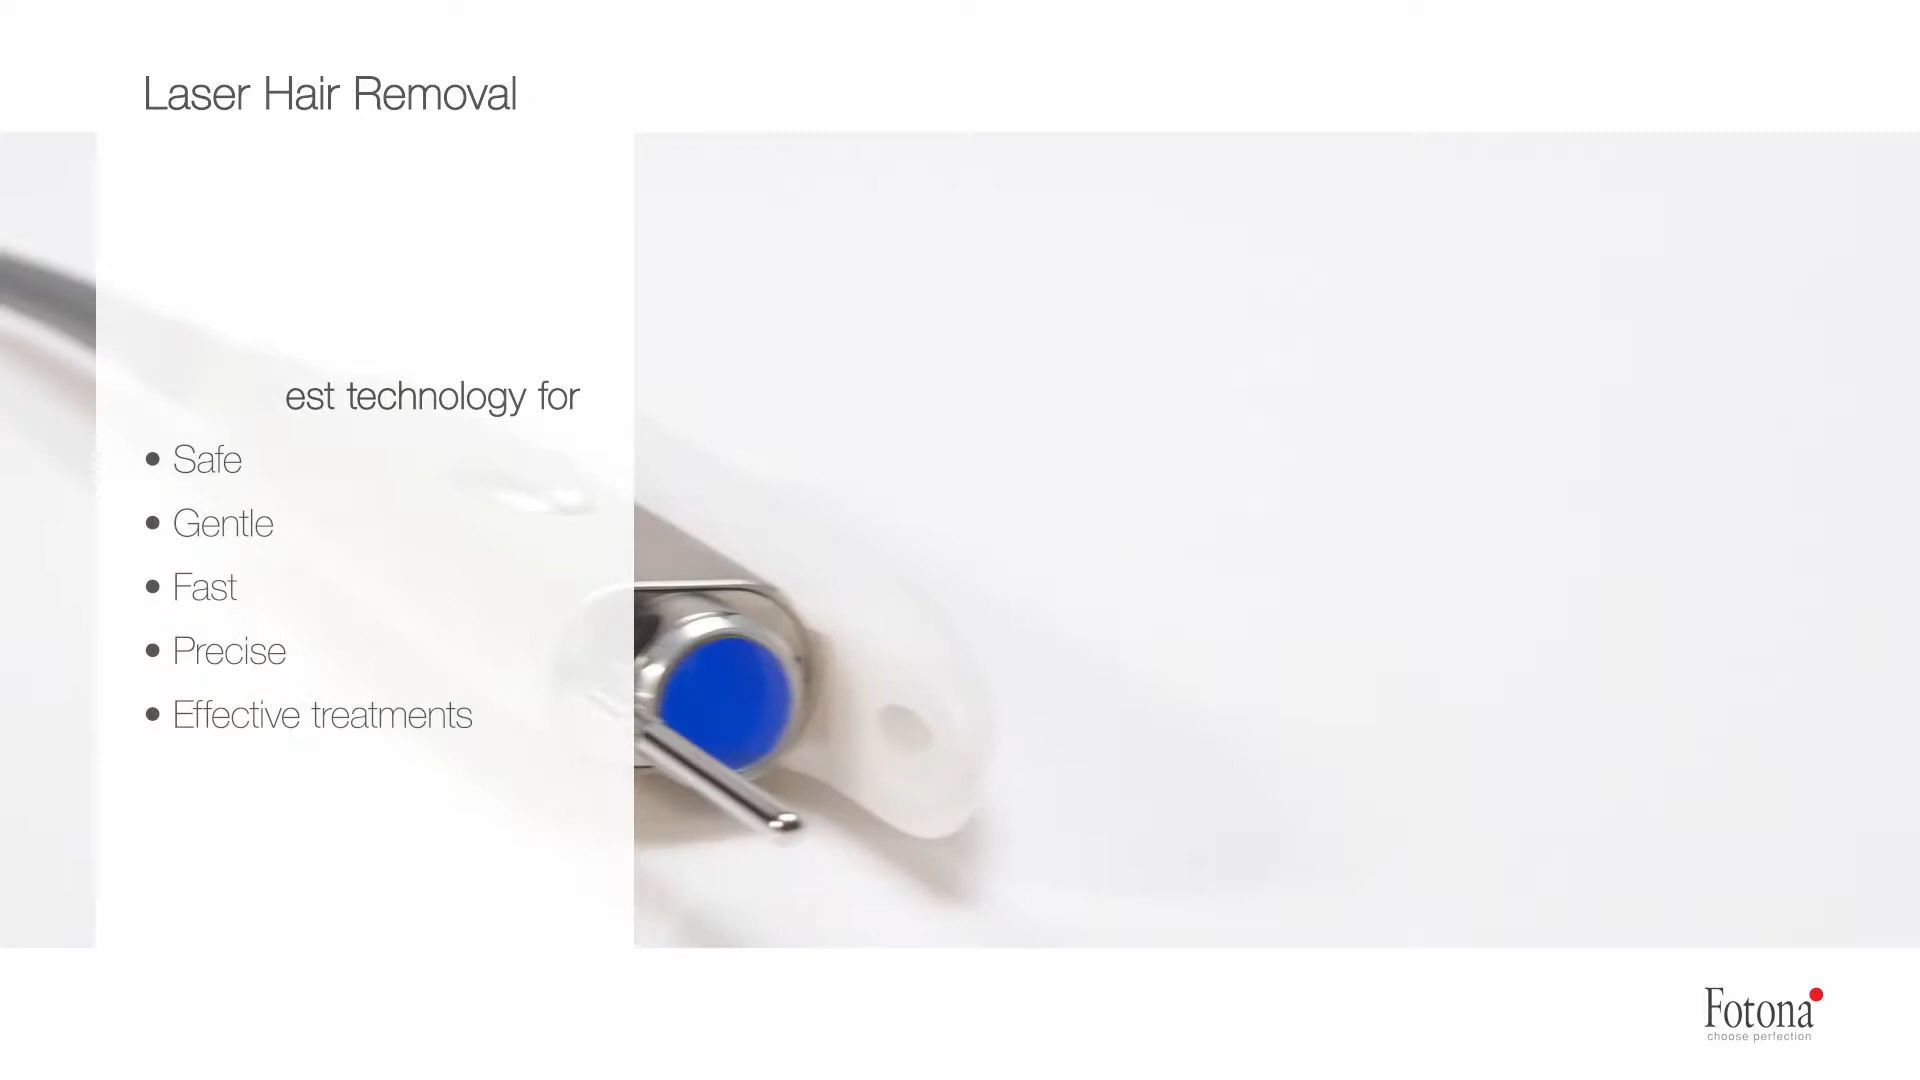 Laser Hair Removal
est technology for
• Safe
• Gentle
• Fast
• Precise
• Effective treatments
Fotona
choose perfection